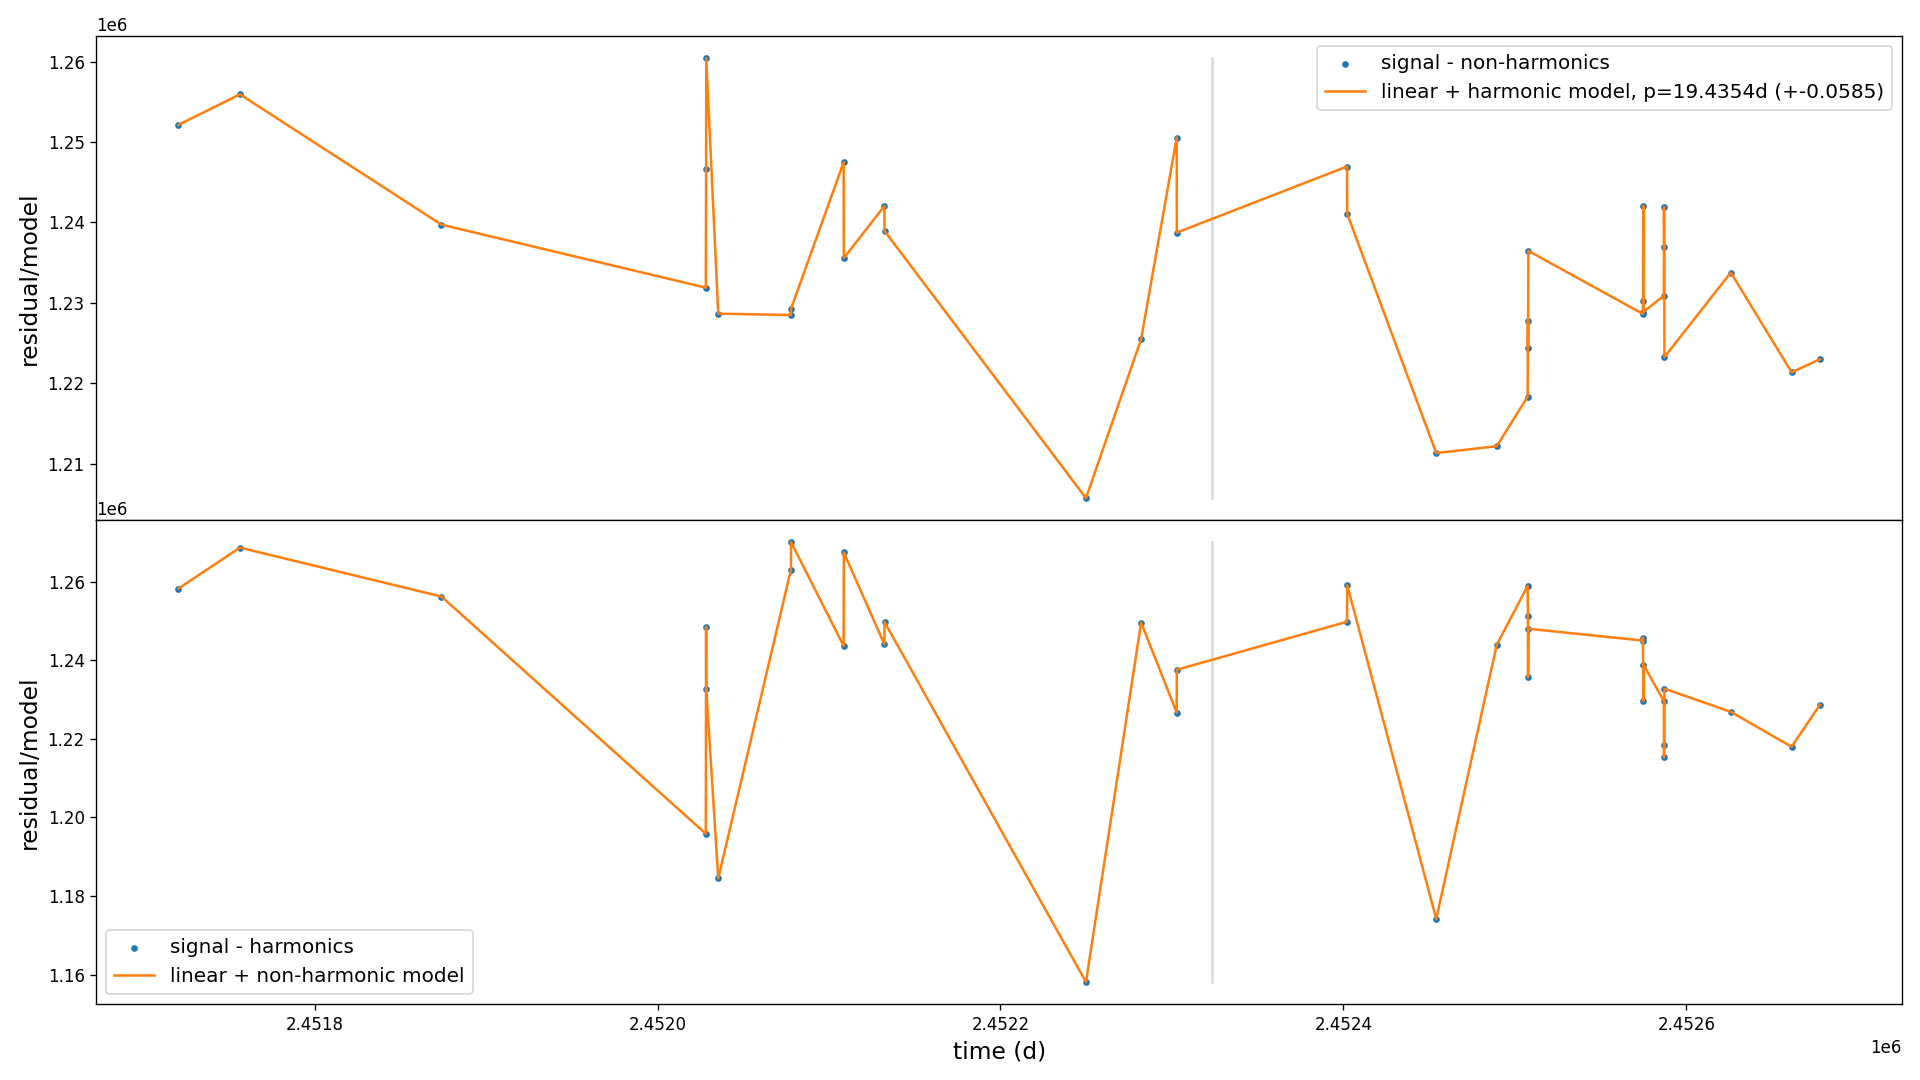 1e6
1.26
1.25
1.24
1.23
1.22
1.21
residual/model
signal - non-harmonics
linear + harmonic model, p=19.4354d (+-0.0585)
1e6
1.26
1.24
1.22
1.20
1.18
1.16
residual/model
signal - harmonics
linear + non-harmonic model
2.4518
2.4520
2.4522
2.4524
2.4526
time (d)
1e6